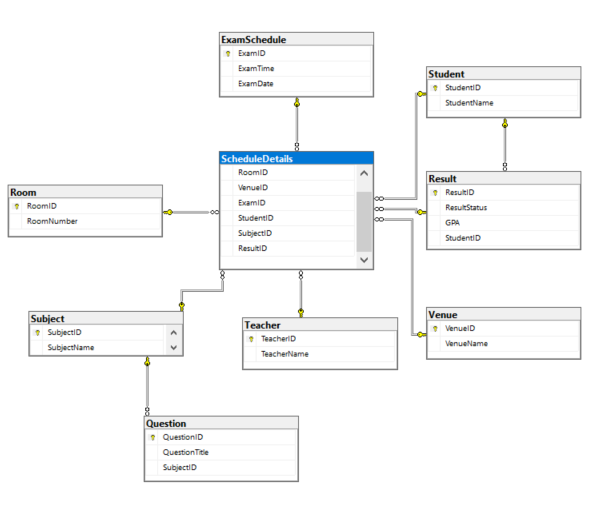 ExamSchedule
ExamID
ExamTime
ExamDate
Student
StudentID
StudentName
ScheduleDetails
RoomID
VenueID
ExamID
StudentID
SubjectID
ResultID
Result
ResultID
ResultStatus
GPA
StudentID
Room
RoomID
RoomNumber
Subject
SubjectID
SubjectName
Teacher
TeacherID
TeacherName
Venue
VenueID
VenueName
Question
QuestionID
QuestionTitle
SubjectID